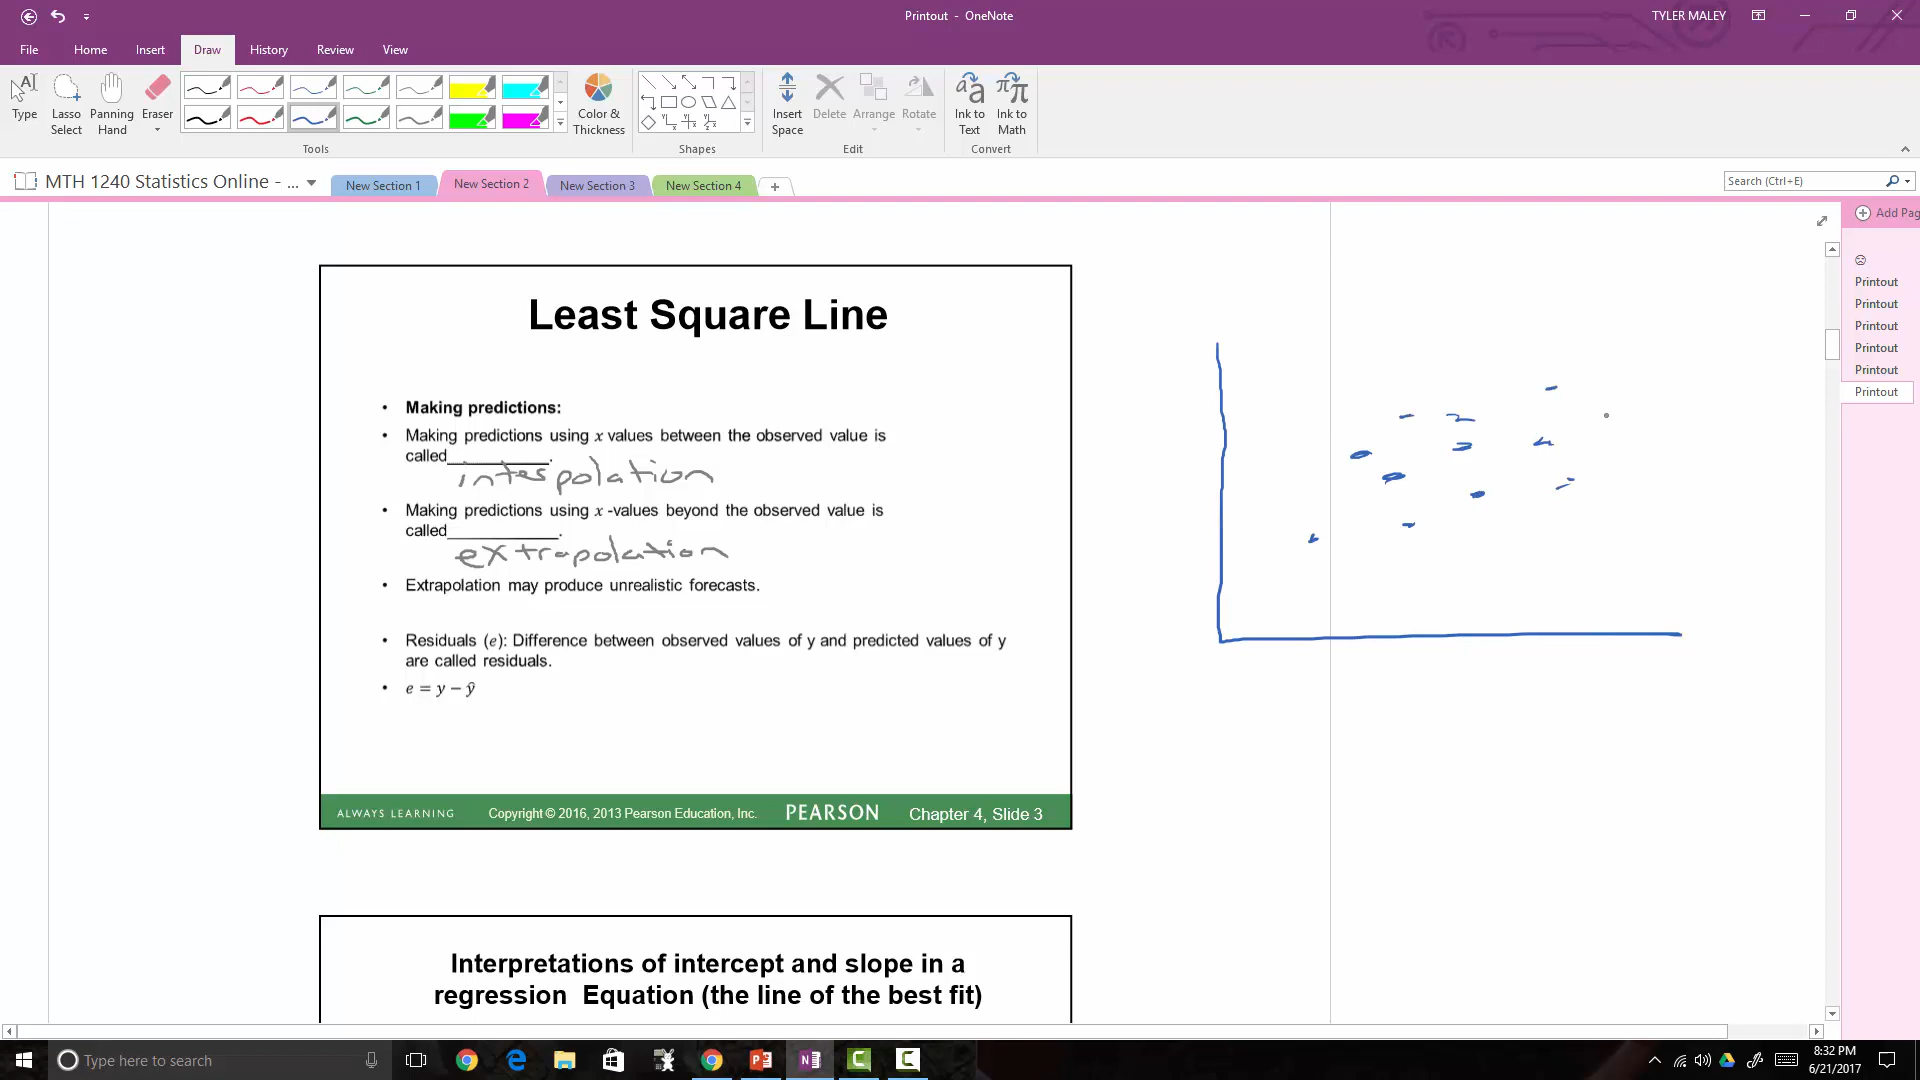 Printout - OneNote
TYLER MALEY
File Home Insert Draw History Review View
Type
Lasso Select
Panning Hand
Eraser
Color & Thickness
Insert Space
Delete
Arrange
Rotate
Ink to Text
Ink to Math
Tools
Shapes
Edit
Convert
MTH 1240 Statistics Online - ...
New Section 1
New Section 2
New Section 3
New Section 4
Search (Ctrl+E)
Add Pag
Printout
Printout
Printout
Printout
Printout
Printout
Least Square Line
• Making predictions:
• Making predictions using x values between the observed value is
called___________.
interpolation
• Making predictions using x -values beyond the observed value is
called____________.
extrapolation
• Extrapolation may produce unrealistic forecasts.
• Residuals (e): Difference between observed values of y and predicted values of y
are called residuals.
• e = y − ŷ
ALWAYS LEARNING Copyright © 2016, 2013 Pearson Education, Inc. PEARSON Chapter 4, Slide 3
Interpretations of intercept and slope in a
regression Equation (the line of the best fit)
Type here to search
8:32 PM
6/21/2017